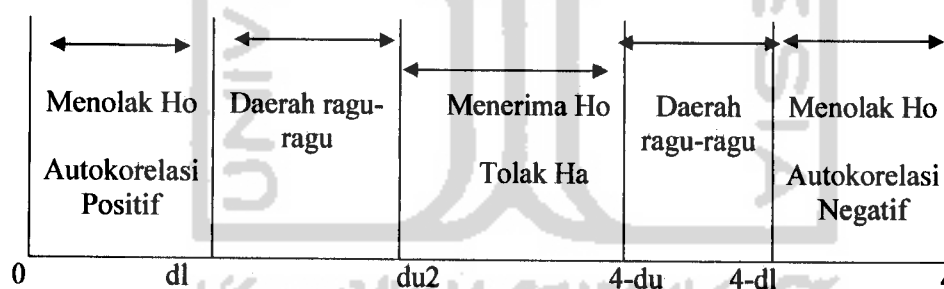 Menolak Ho
Autokorelasi
Positif
Daerah ragu-
ragu
Menerima Ho
Tolak Ha
Daerah
ragu-ragu
Menolak Ho
Autokorelasi
Negatif
0 dl du2 4-du 4-dl
UNIV